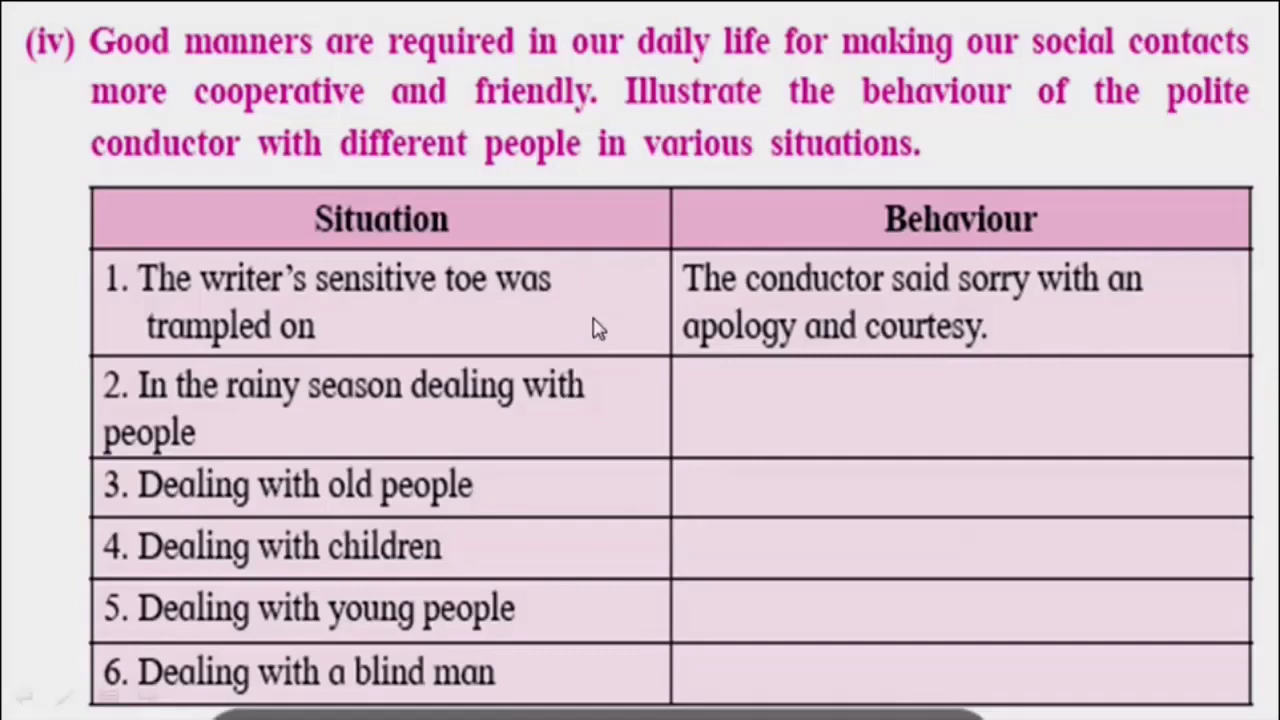 (iv) Good manners are required in our daily life for making our social contacts
more cooperative and friendly. Illustrate the behaviour of the polite
conductor with different people in various situations.
Situation
Behaviour
1. The writer's sensitive toe was
trampled on
The conductor said sorry with an
apology and courtesy.
2. In the rainy season dealing with
people
3. Dealing with old people
4. Dealing with children
5. Dealing with young people
6. Dealing with a blind man